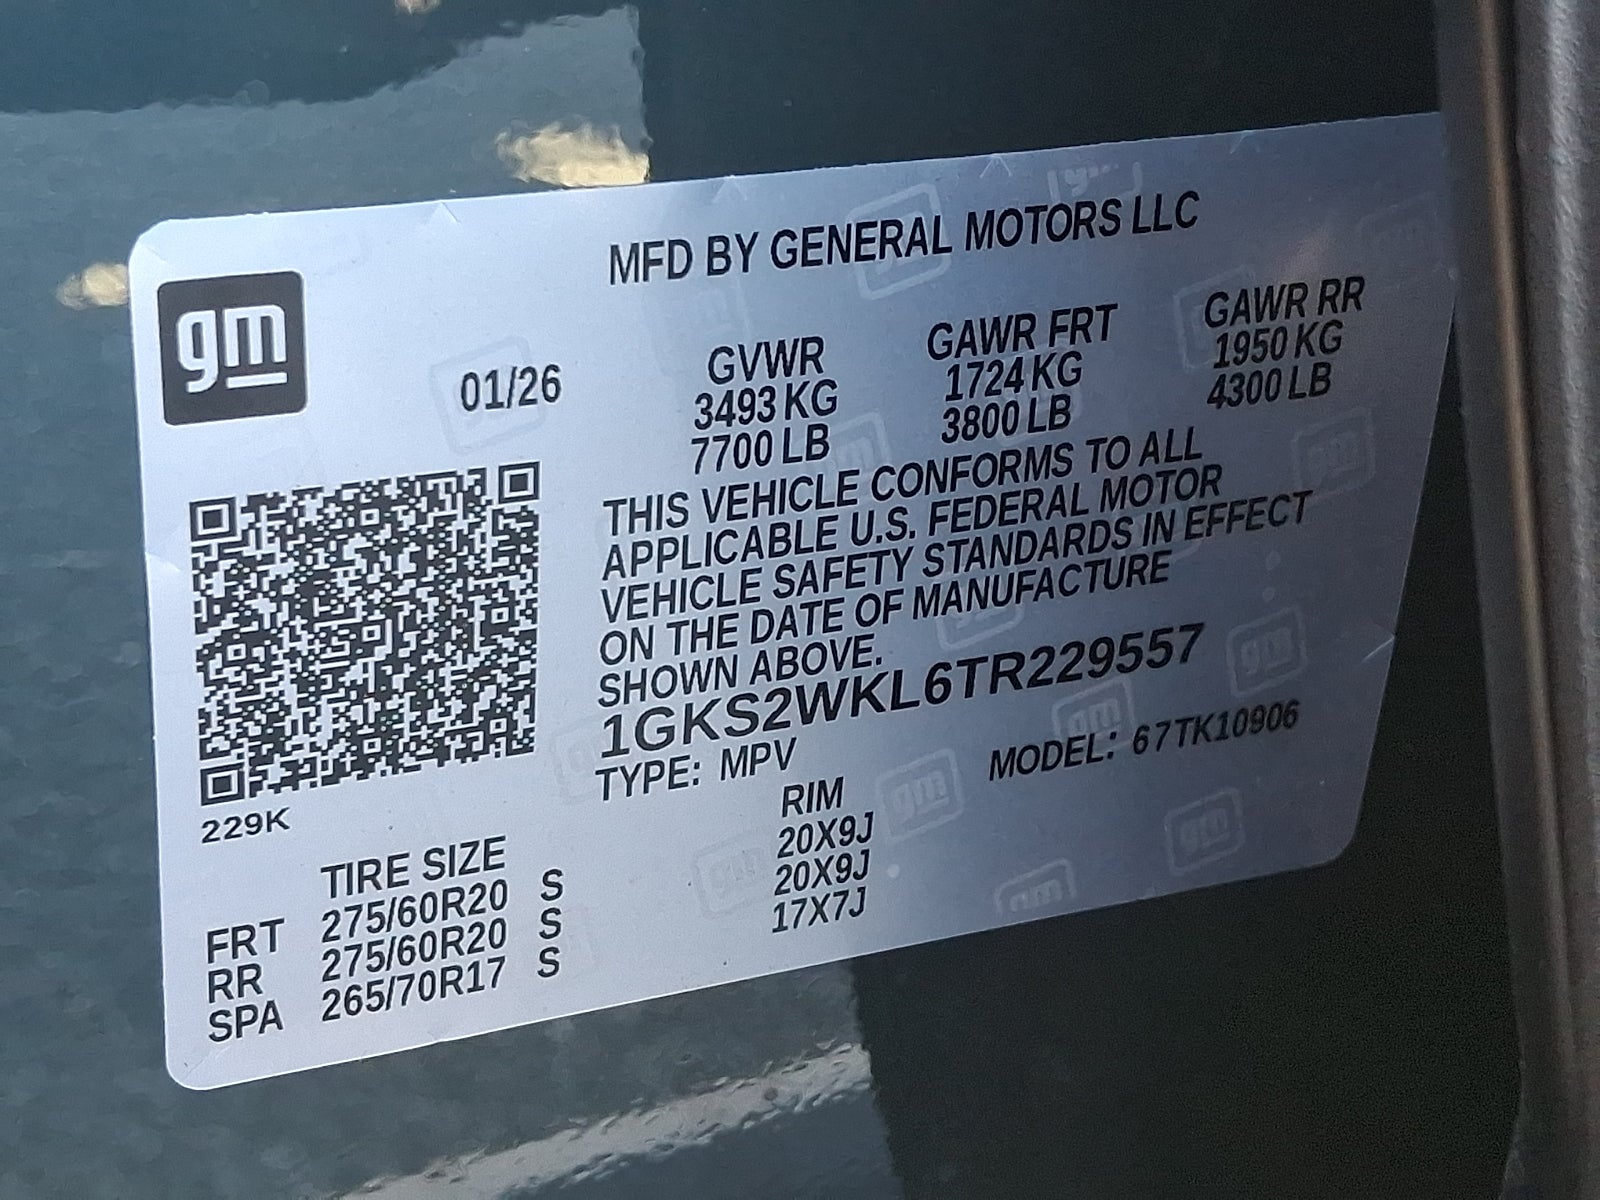 MFD BY GENERAL MOTORS LLC
gm
01/26
GVWR GAWR FRT GAWR RR
3493 KG 1724 KG 1950 KG
7700 LB 3800 LB 4300 LB
THIS VEHICLE CONFORMS TO ALL
APPLICABLE U.S. FEDERAL MOTOR
VEHICLE SAFETY STANDARDS IN EFFECT
ON THE DATE OF MANUFACTURE
SHOWN ABOVE.
1GKS2WKL6TR229557
TYPE: MPV MODEL: 67TK10906
229K
TIRE SIZE RIM
FRT 275/60R20 S 20X9J
RR 275/60R20 S 20X9J
SPA 265/70R17 S 17X7J